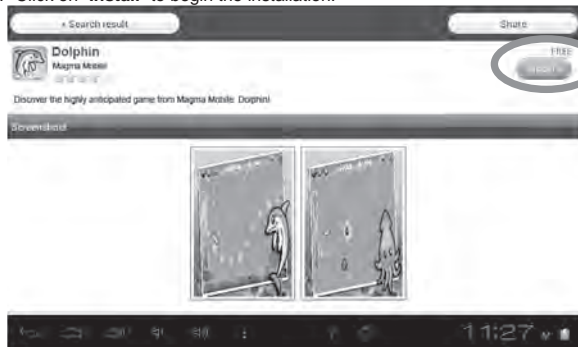 Click on "Install" to begin the installation.
< Search result
Share
Dolphin
FREE
Magma Mobile
Discover the highly anticipated game from Magma Mobile: Dolphin!
Screenshot
11:27